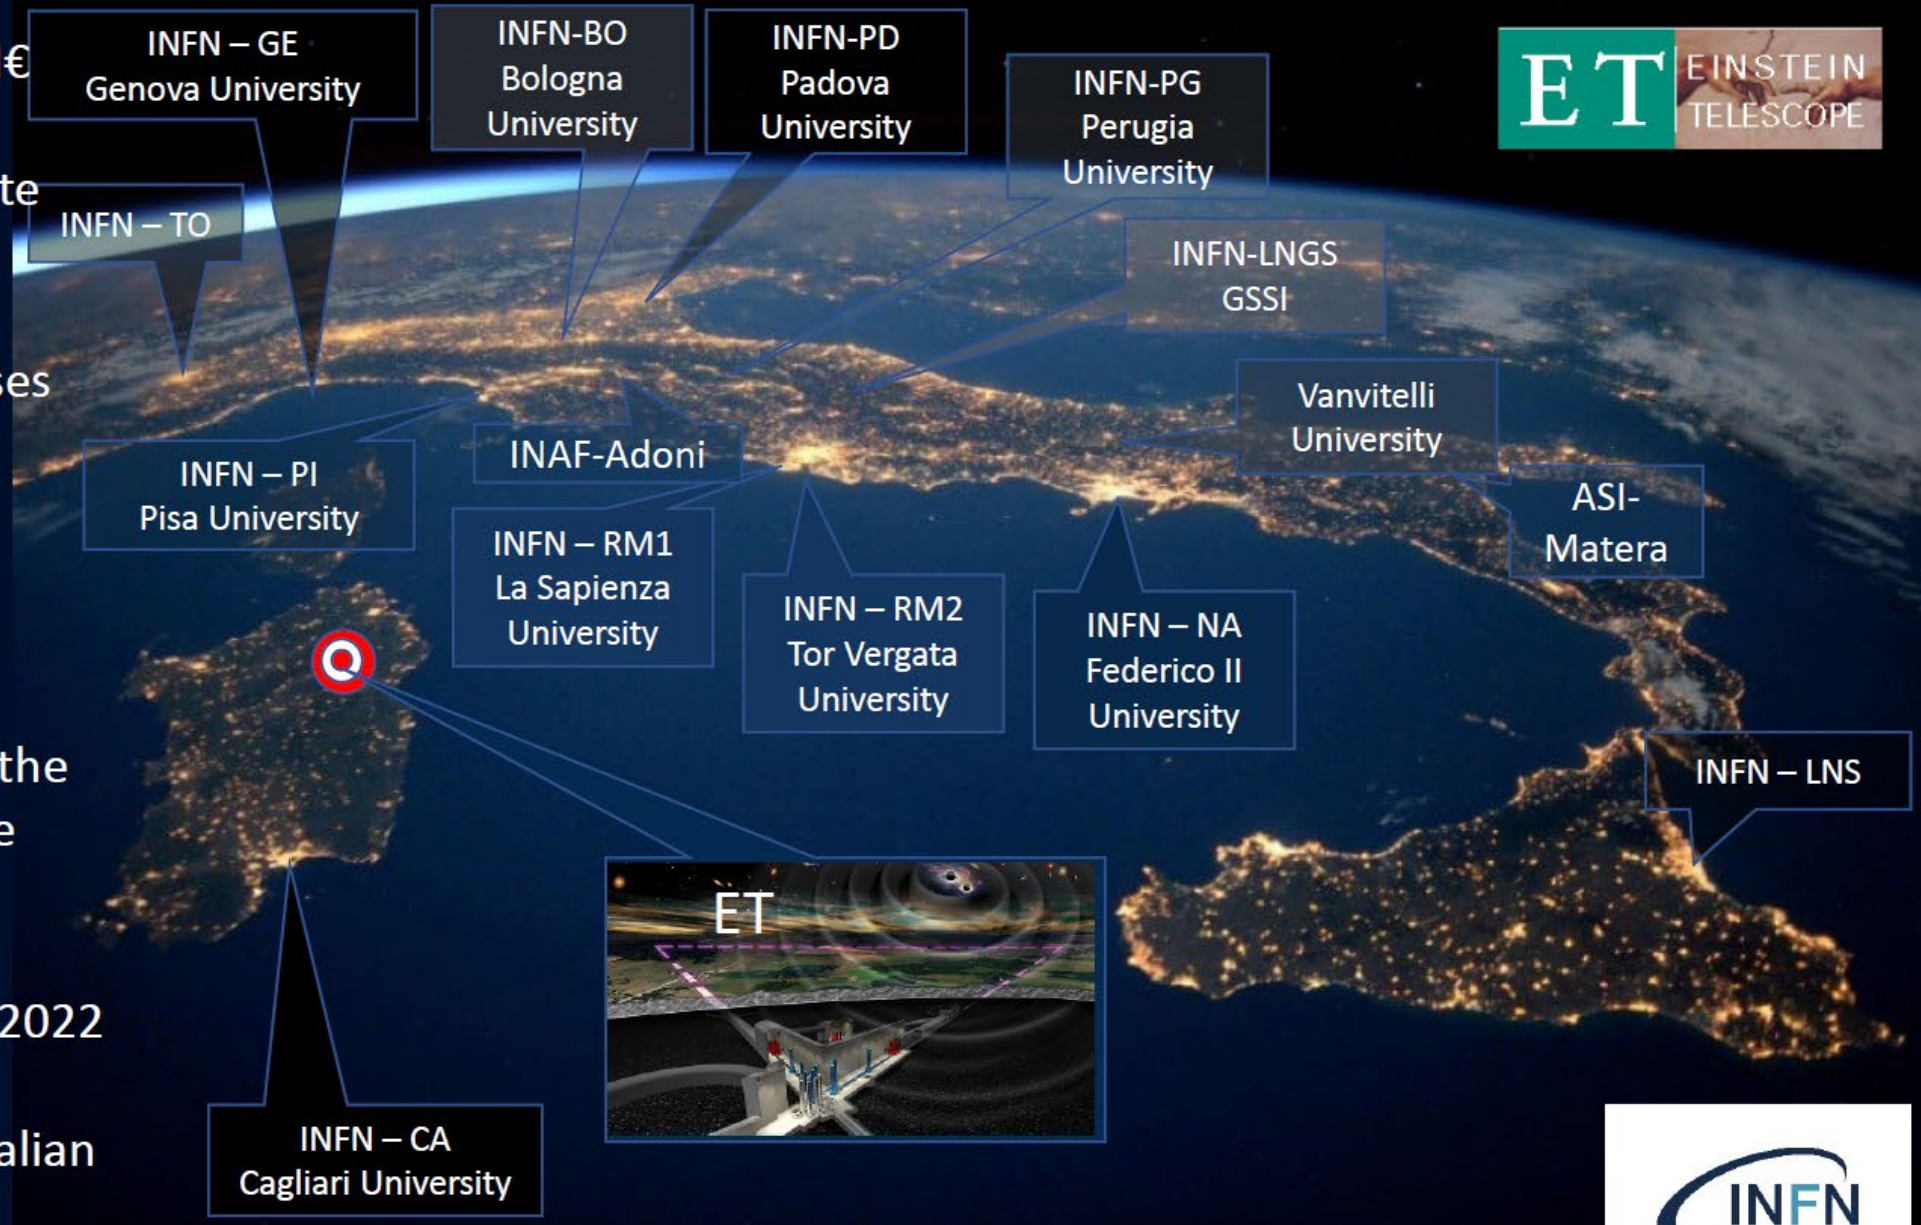 €
te
ses
the
e
2022
alian
INFN – GE
Genova University
INFN-BO
Bologna
University
INFN-PD
Padova
University
INFN-PG
Perugia
University
ET EINSTEIN
TELESCOPE
INFN – TO
INFN-LNGS
GSSI
Vanvitelli
University
INFN – PI
Pisa University
INAF-Adoni
ASI-
Matera
INFN – RM1
La Sapienza
University
INFN – RM2
Tor Vergata
University
INFN – NA
Federico II
University
INFN – LNS
ET
INFN – CA
Cagliari University
INFN